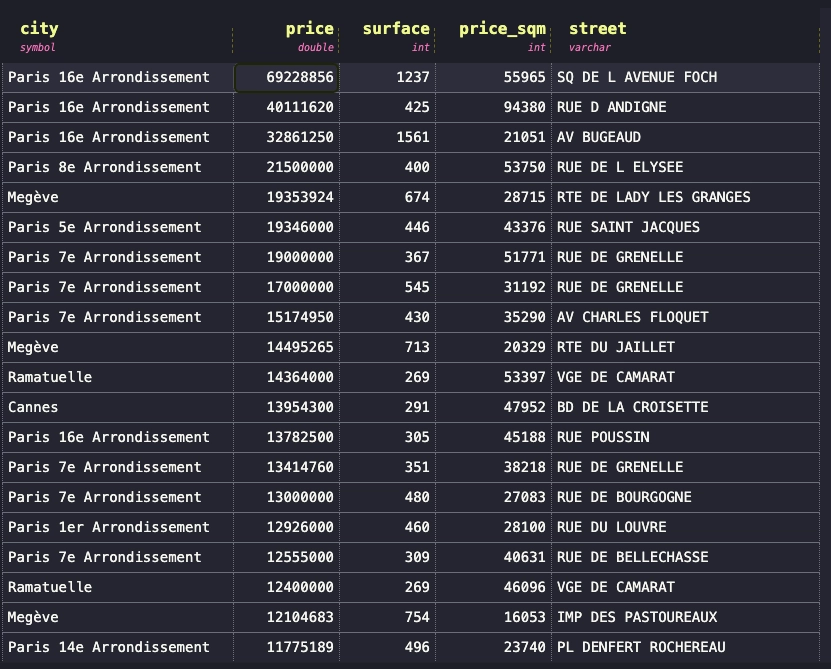 city price surface price_sqm street
symbol double int int varchar
Paris 16e Arrondissement 69228856 1237 55965 SQ DE L AVENUE FOCH
Paris 16e Arrondissement 40111620 425 94380 RUE D ANDIGNE
Paris 16e Arrondissement 32861250 1561 21051 AV BUGEAUD
Paris 8e Arrondissement 21500000 400 53750 RUE DE L ELYSEE
Megève 19353924 674 28715 RTE DE LADY LES GRANGES
Paris 5e Arrondissement 19346000 446 43376 RUE SAINT JACQUES
Paris 7e Arrondissement 19000000 367 51771 RUE DE GRENELLE
Paris 7e Arrondissement 17000000 545 31192 RUE DE GRENELLE
Paris 7e Arrondissement 15174950 430 35290 AV CHARLES FLOQUET
Megève 14495265 713 20329 RTE DU JAILLET
Ramatuelle 14364000 269 53397 VGE DE CAMARAT
Cannes 13954300 291 47952 BD DE LA CROISETTE
Paris 16e Arrondissement 13782500 305 45188 RUE POUSSIN
Paris 7e Arrondissement 13414760 351 38218 RUE DE GRENELLE
Paris 7e Arrondissement 13000000 480 27083 RUE DE BOURGOGNE
Paris 1er Arrondissement 12926000 460 28100 RUE DU LOUVRE
Paris 7e Arrondissement 12555000 309 40631 RUE DE BELLECHASSE
Ramatuelle 12400000 269 46096 VGE DE CAMARAT
Megève 12104683 754 16053 IMP DES PASTOUREAUX
Paris 14e Arrondissement 11775189 496 23740 PL DENFERT ROCHEREAU